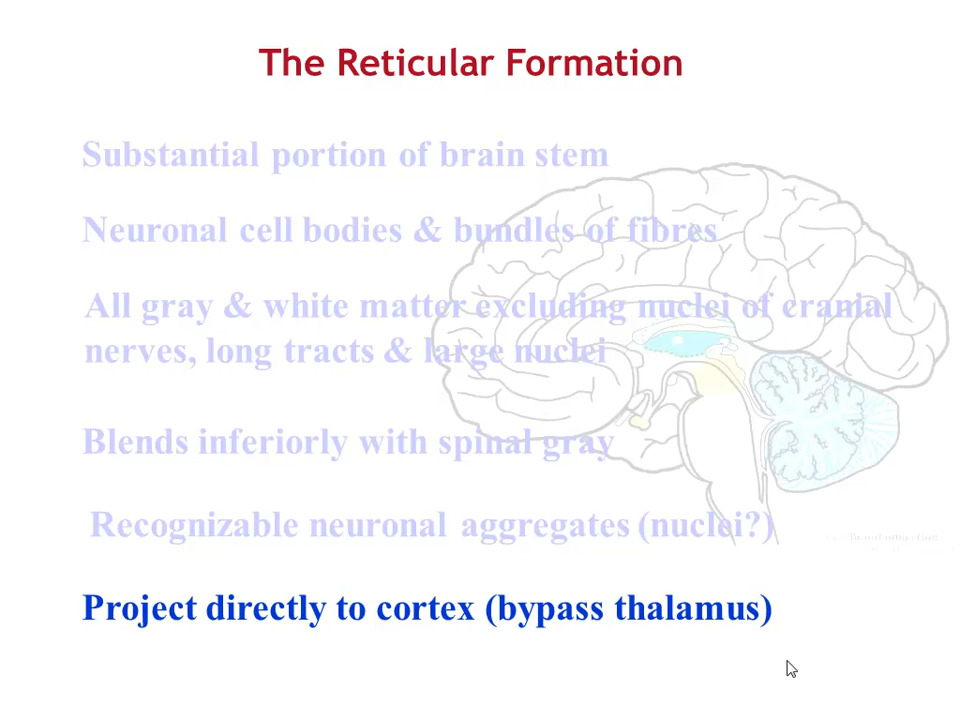 The Reticular Formation
Substantial portion of brain stem
Neuronal cell bodies & bundles of fibres
All gray & white matter excluding nuclei of cranial
nerves, long tracts & large nuclei
Blends inferiorly with spinal gray
Recognizable neuronal aggregates (nuclei?)
Project directly to cortex (bypass thalamus)